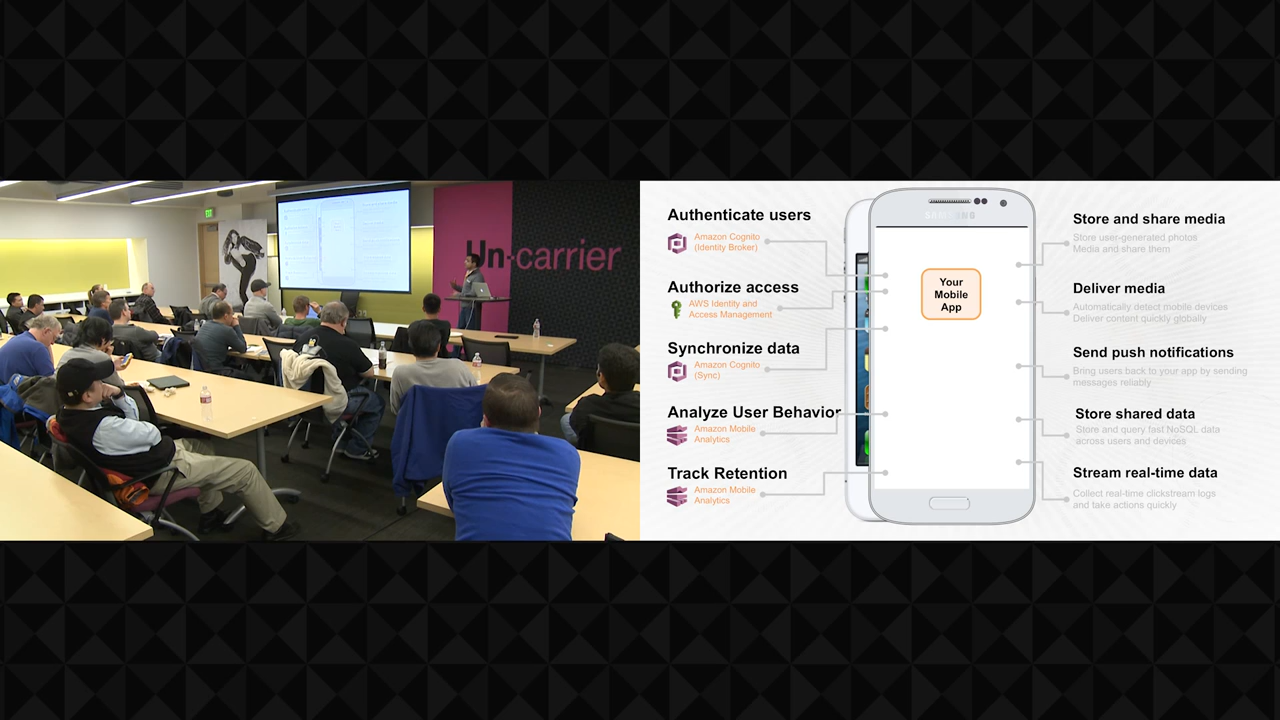 Un-carrier
Authenticate users
Amazon Cognito
(Identity Broker)
Authorize access
AWS Identity and
Access Management
Synchronize data
Amazon Cognito
(Sync)
Analyze User Behavior
Amazon Mobile
Analytics
Track Retention
Amazon Mobile
Analytics
SAMSUNG
Your
Mobile
App
Store and share media
Store user-generated photos
Media and share them
Deliver media
Automatically detect mobile devices
Deliver content quickly globally
Send push notifications
Bring users back to your app by sending
messages reliably
Store shared data
Store and query fast NoSQL data
across users and devices
Stream real-time data
Collect real-time clickstream logs
and take actions quickly